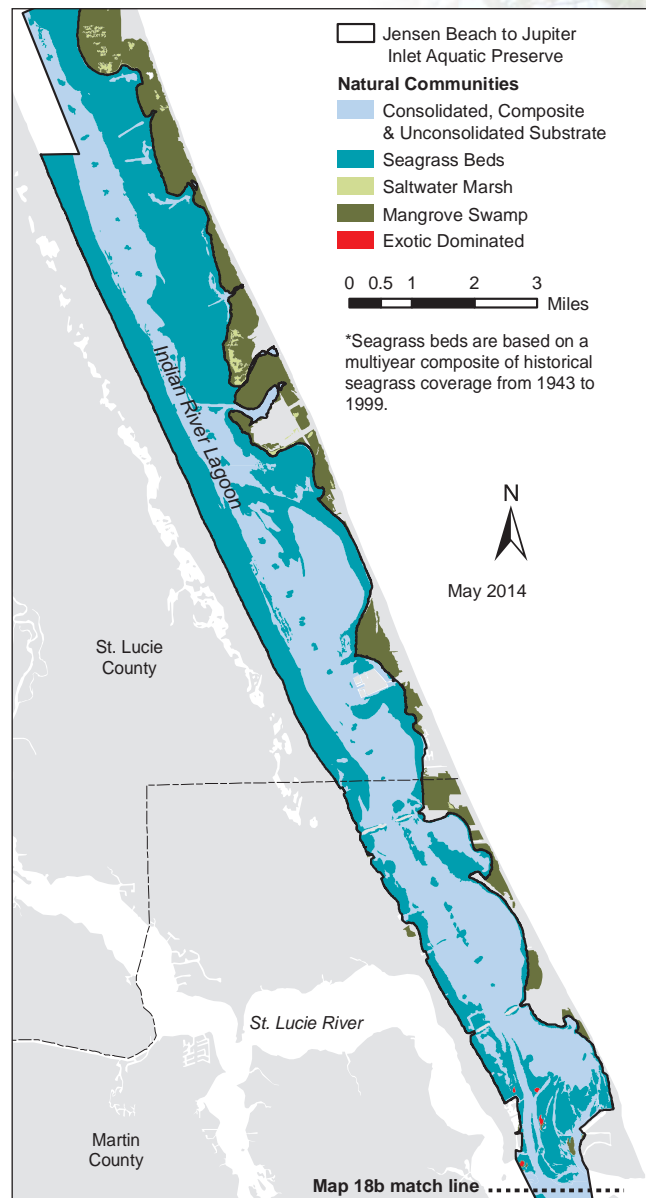 Jensen Beach to Jupiter
Inlet Aquatic Preserve
Natural Communities
Consolidated, Composite
& Unconsolidated Substrate
Seagrass Beds
Saltwater Marsh
Mangrove Swamp
Exotic Dominated
0 0.5 1 2 3
Miles
*Seagrass beds are based on a
multiyear composite of historical
seagrass coverage from 1943 to
1999.
Indian River Lagoon
N
May 2014
St. Lucie
County
St. Lucie River
Martin
County
Map 18b match line